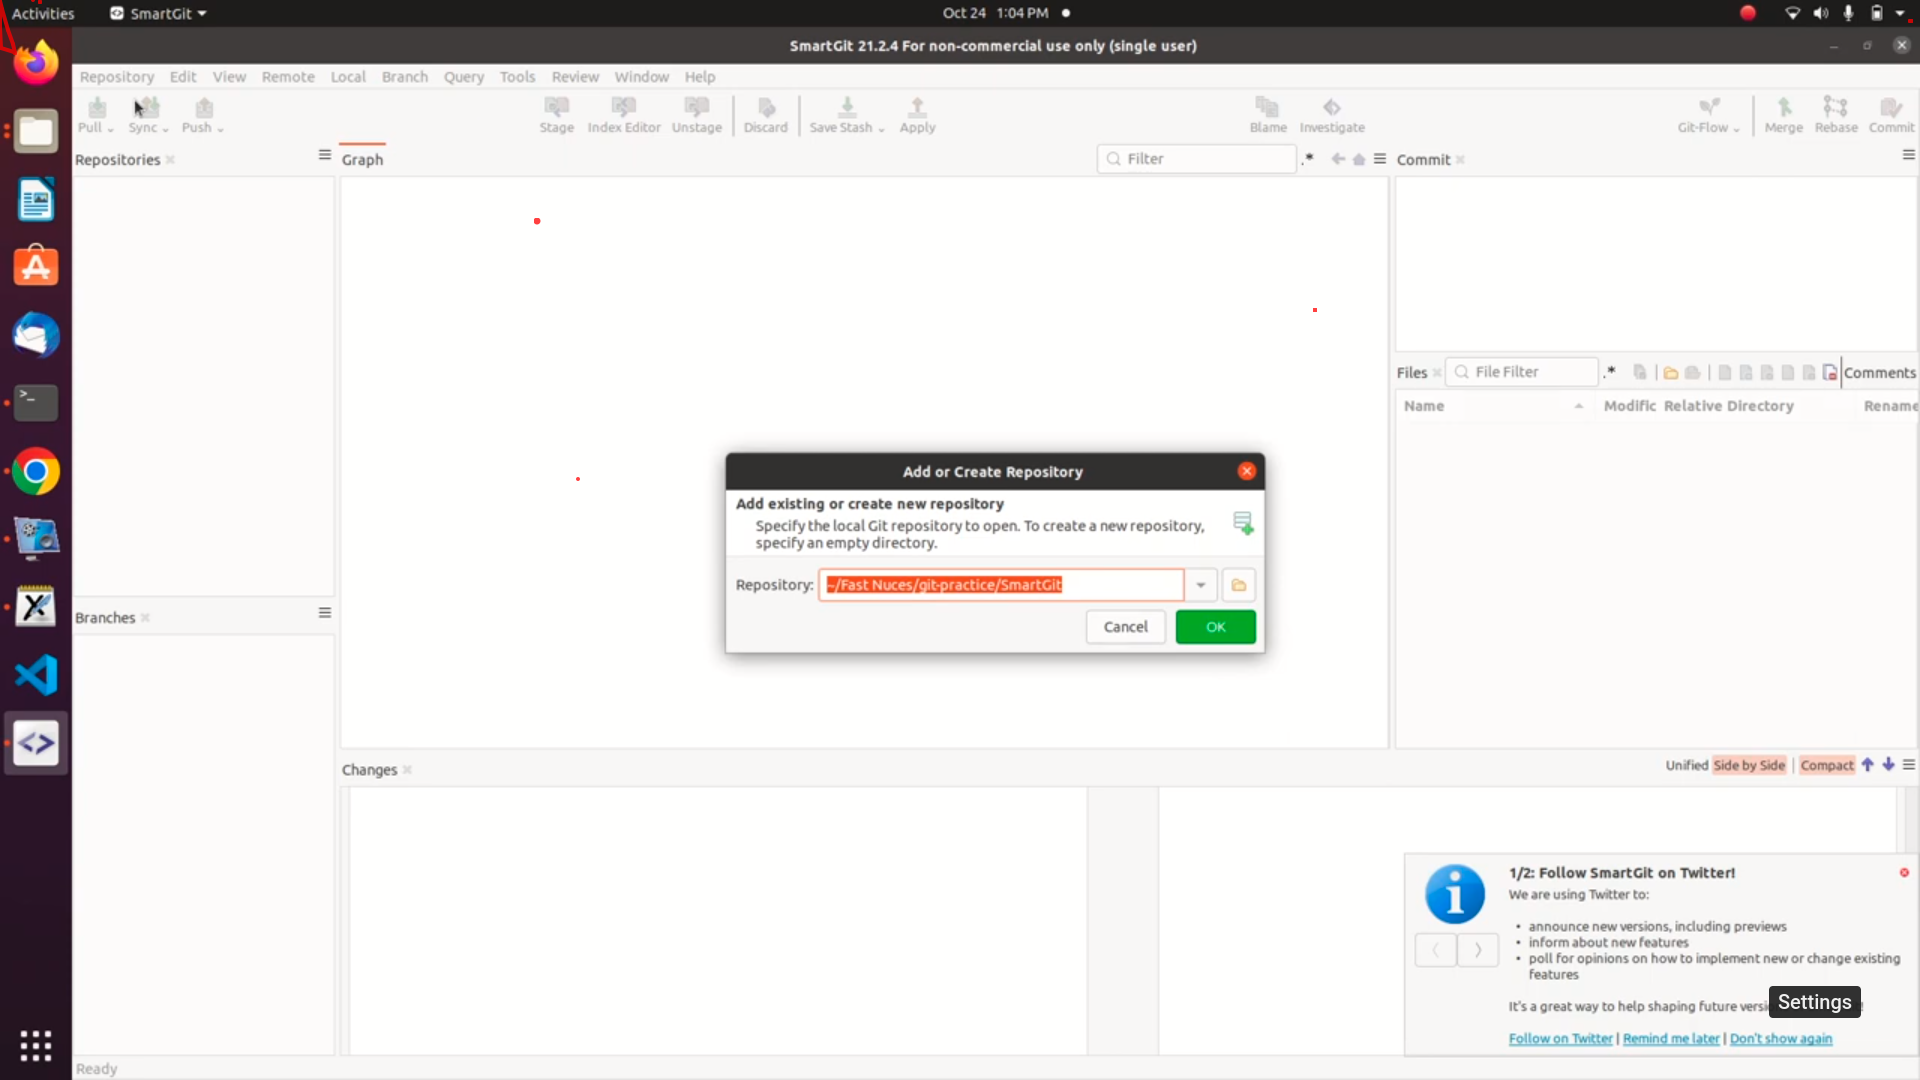 Activities
SmartGit
Oct 24 1:04 PM
SmartGit 21.2.4 For non-commercial use only (single user)
Repository Edit View Remote Local Branch Query Tools Review Window Help
Pull Sync Push Stage Index Editor Unstage Discard Save Stash Apply Blame Investigate Git-Flow Merge Rebase Commit
Repositories
Graph
Filter
.*
Commit
Files
File Filter
.*
Comments
Name Modific Relative Directory Rename
Add or Create Repository
Add existing or create new repository
Specify the local Git repository to open. To create a new repository,
specify an empty directory.
Repository: ~/Fast Nuces/git-practice/SmartGit
Cancel OK
Branches
Changes
Unified Side by Side | Compact
1/2: Follow SmartGit on Twitter!
We are using Twitter to:
• announce new versions, including previews
• inform about new features
• poll for opinions on how to implement new or change existing
features
It's a great way to help shaping future versi
Settings
Follow on Twitter | Remind me later | Don't show again
Ready